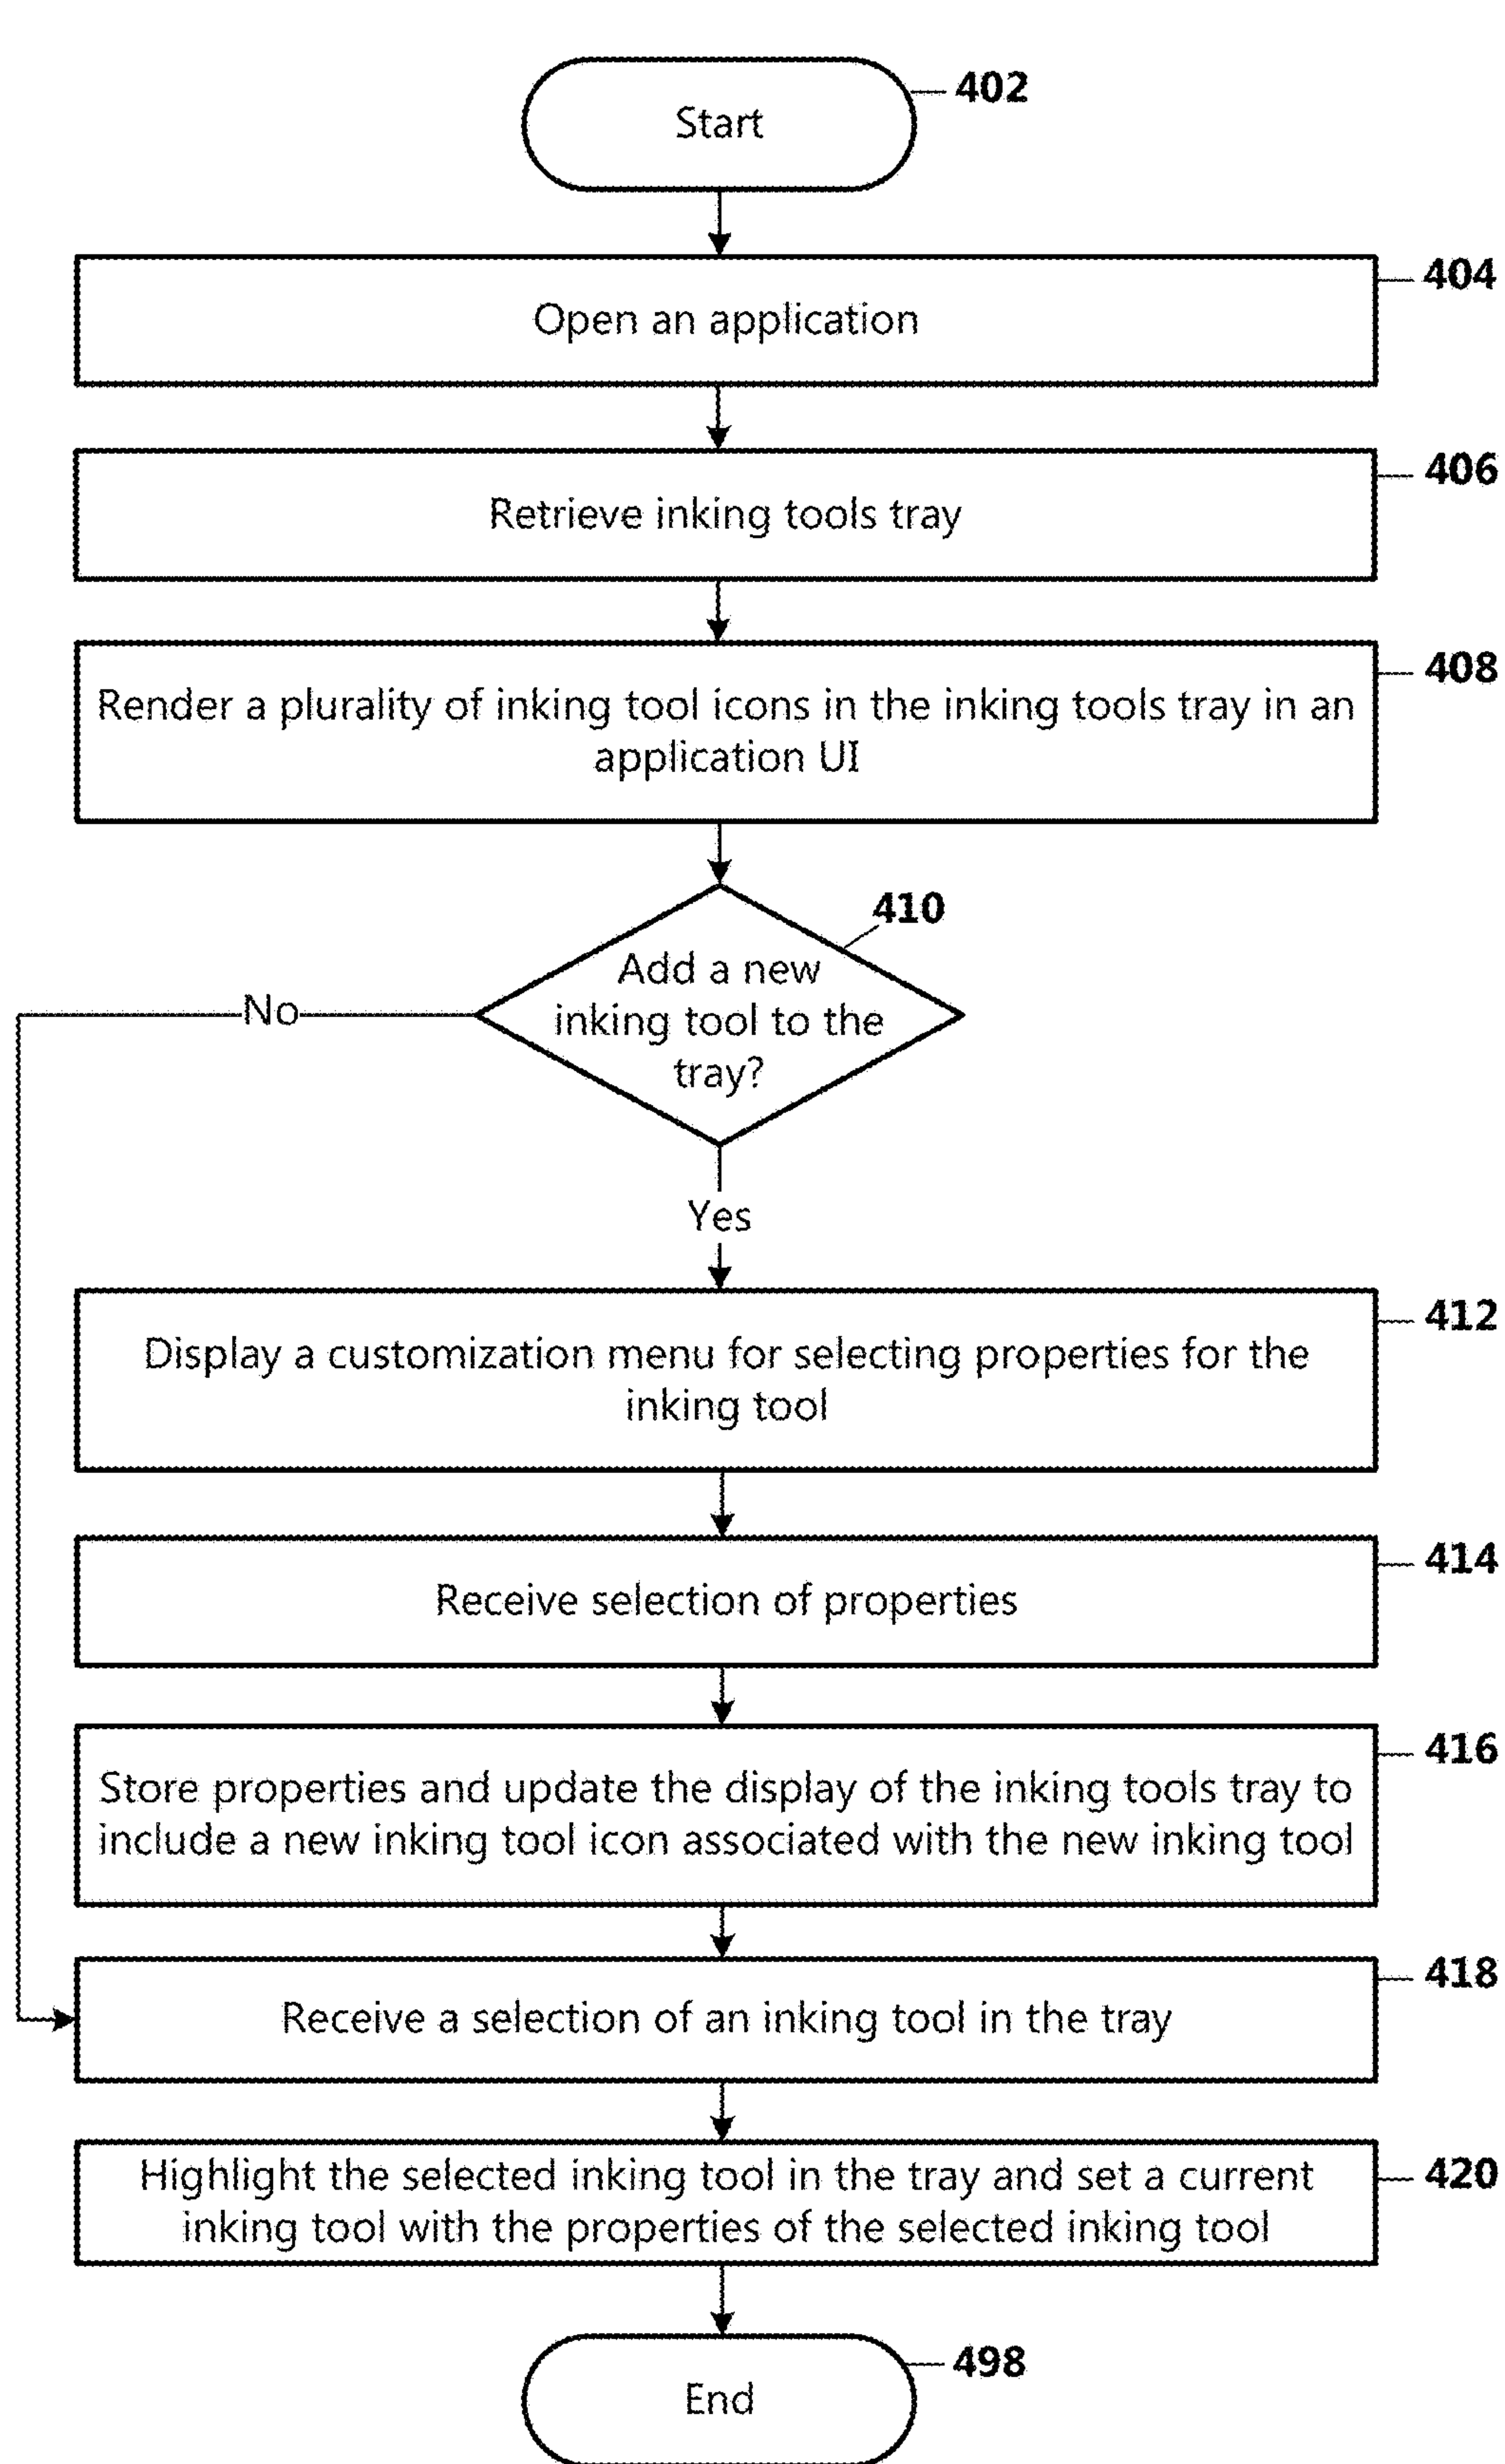 Start
402
Open an application
404
Retrieve inking tools tray
406
Render a plurality of inking tool icons in the inking tools tray in an
application UI
408
410
Add a new
inking tool to the
tray?
No
Yes
Display a customization menu for selecting properties for the
inking tool
412
Receive selection of properties
414
Store properties and update the display of the inking tools tray to
include a new inking tool icon associated with the new inking tool
416
Receive a selection of an inking tool in the tray
418
Highlight the selected inking tool in the tray and set a current
inking tool with the properties of the selected inking tool
420
End
498